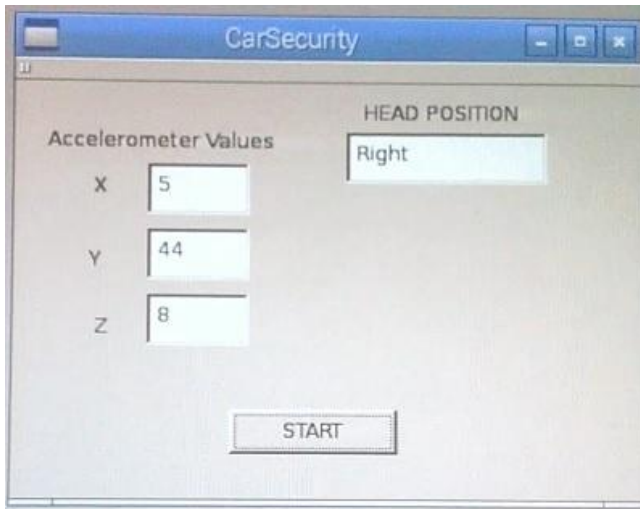 CarSecurity
HEAD POSITION
Right
Accelerometer Values
X 5
Y 44
Z 8
START